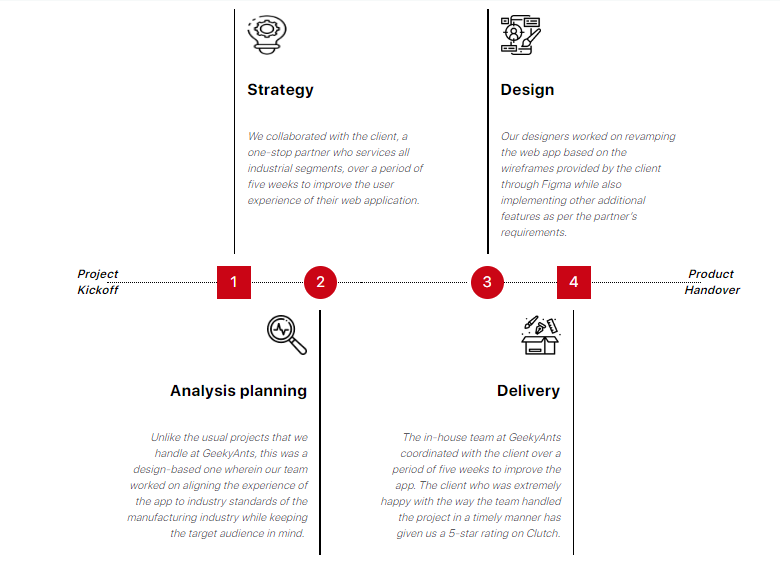 Strategy
We collaborated with the client, a
one-stop partner who services all
industrial segments, over a period of
five weeks to improve the user
experience of their web application.
Design
Our designers worked on revamping
the web app based on the
wireframes provided by the client
through Figma while also
implementing other additional
features as per the partner's
requirements.
Project
Kickoff
1
2
3
4
Product
Handover
Analysis planning
Unlike the usual projects that we
handle at GeekyAnts, this was a
design-based one wherein our team
worked on aligning the experience of
the app to industry standards of the
manufacturing industry while keeping
the target audience in mind.
Delivery
The in-house team at GeekyAnts
coordinated with the client over a
period of five weeks to improve the
app. The client who was extremely
happy with the way the team handled
the project in a timely manner has
given us a 5-star rating on Clutch.